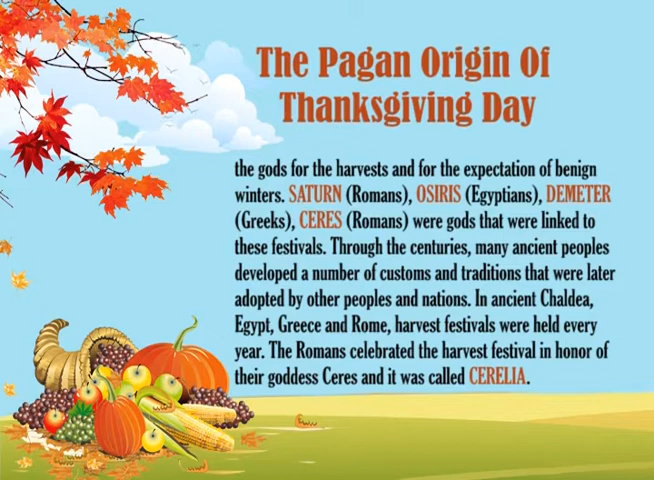 The Pagan Origin Of
Thanksgiving Day
the gods for the harvests and for the expectation of benign
winters. SATURN (Romans), OSIRIS (Egyptians), DEMETER
(Greeks), CERES (Romans) were gods that were linked to
these festivals. Through the centuries, many ancient peoples
developed a number of customs and traditions that were later
adopted by other peoples and nations. In ancient Chaldea,
Egypt, Greece and Rome, harvest festivals were held every
year. The Romans celebrated the harvest festival in honor of
their goddess Ceres and it was called CERELIA.